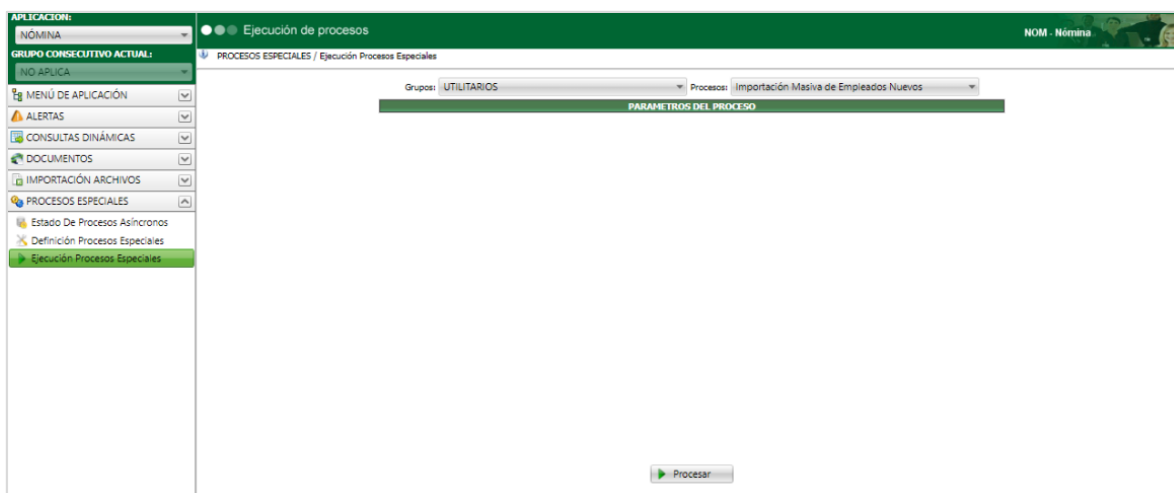 APLICACIÓN:
NÓMINA
GRUPO CONSECUTIVO ACTUAL:
NO APLICA
MENÚ DE APLICACIÓN
ALERTAS
CONSULTAS DINÁMICAS
DOCUMENTOS
IMPORTACIÓN ARCHIVOS
PROCESOS ESPECIALES
Estado De Procesos Asíncronos
Definición Procesos Especiales
Ejecución Procesos Especiales
Ejecución de procesos
NOM - Nómina
PROCESOS ESPECIALES / Ejecución Procesos Especiales
Grupos: UTILITARIOS Procesos: Importación Masiva de Empleados Nuevos
PARAMETROS DEL PROCESO
Procesar